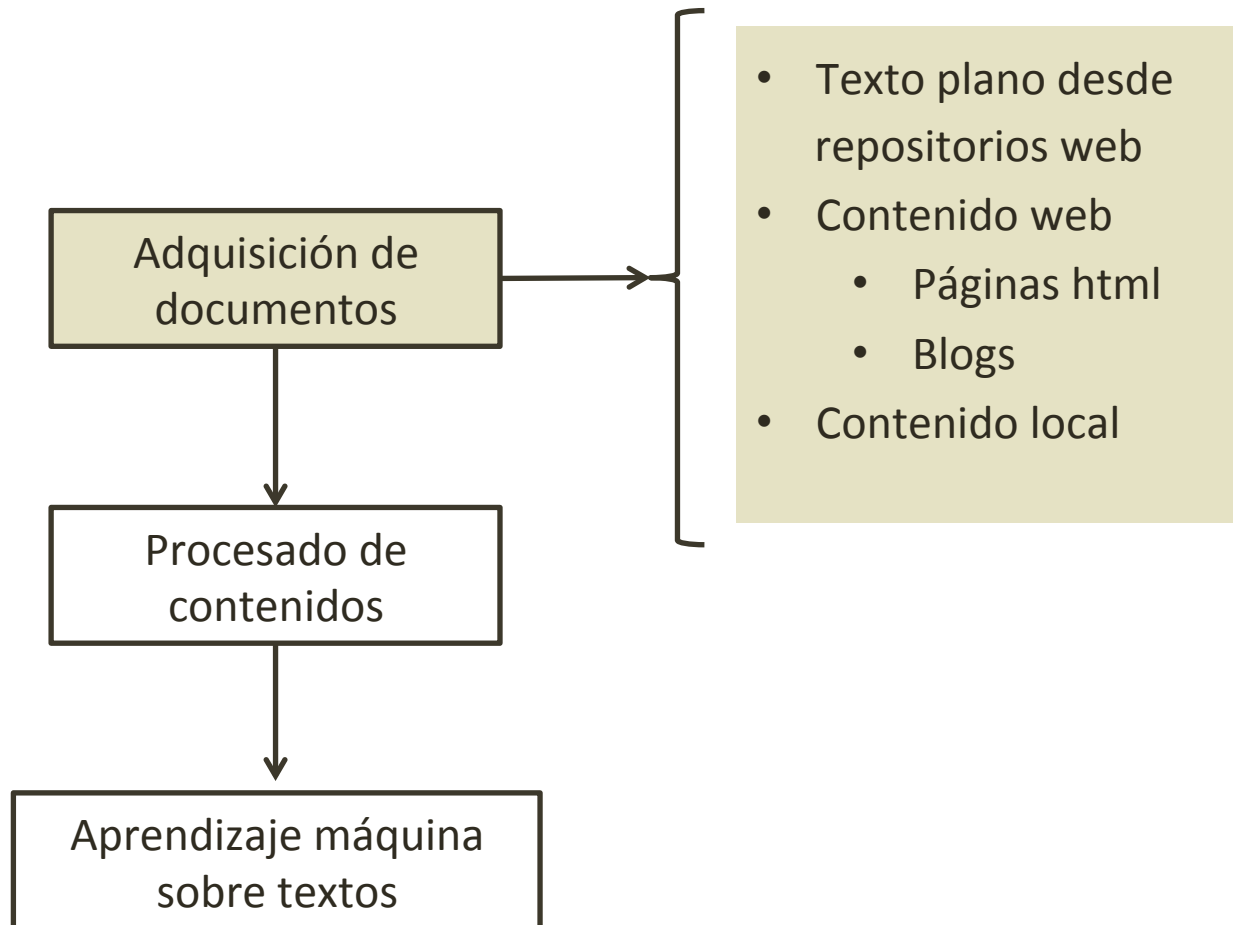 Adquisición de
documentos
• Texto plano desde
repositorios web
• Contenido web
• Páginas html
• Blogs
• Contenido local
Procesado de
contenidos
Aprendizaje máquina
sobre textos